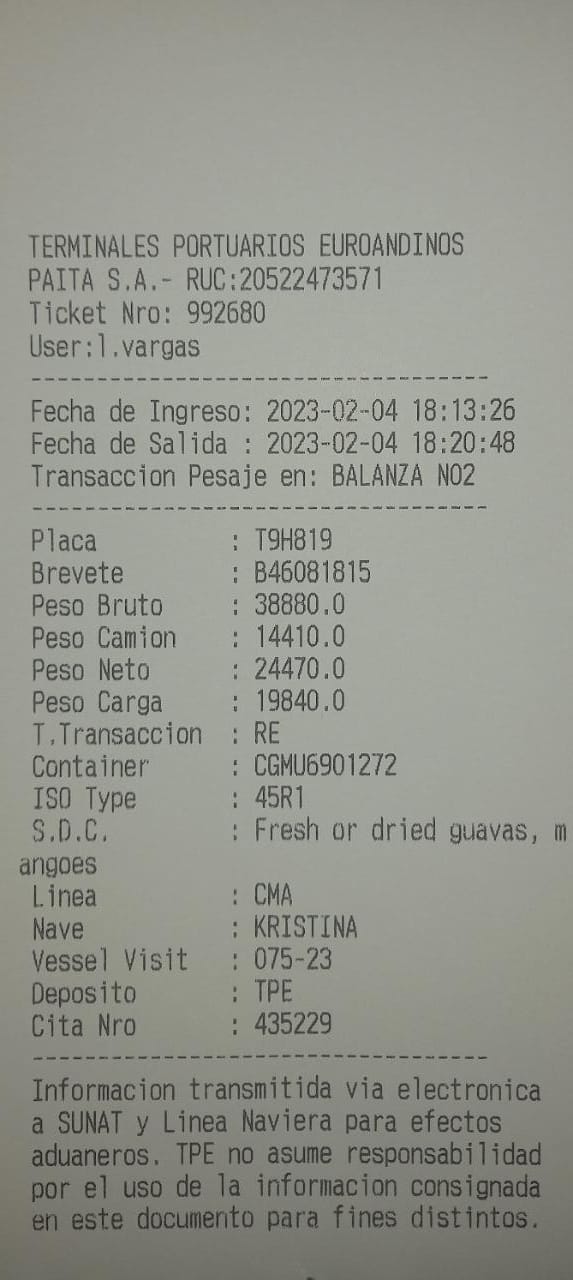 TERMINALES PORTUARIOS EUROANDINOS
PAITA S.A.- RUC:20522473571
Ticket Nro: 992680
User:l.vargas
-----------------------------------
Fecha de Ingreso: 2023-02-04 18:13:26
Fecha de Salida : 2023-02-04 18:20:48
Transaccion Pesaje en: BALANZA NO2
-----------------------------------
Placa : T9H819
Brevete : B46081815
Peso Bruto : 38880.0
Peso Camion : 14410.0
Peso Neto : 24470.0
Peso Carga : 19840.0
T.Transaccion : RE
Container : CGMU6901272
ISO Type : 45R1
S.D.C. : Fresh or dried guavas, m
angoes
Linea : CMA
Nave : KRISTINA
Vessel Visit : 075-23
Deposito : TPE
Cita Nro : 435229
-----------------------------------
Informacion transmitida via electronica
a SUNAT y Linea Naviera para efectos
aduaneros. TPE no asume responsabilidad
por el uso de la informacion consignada
en este documento para fines distintos.